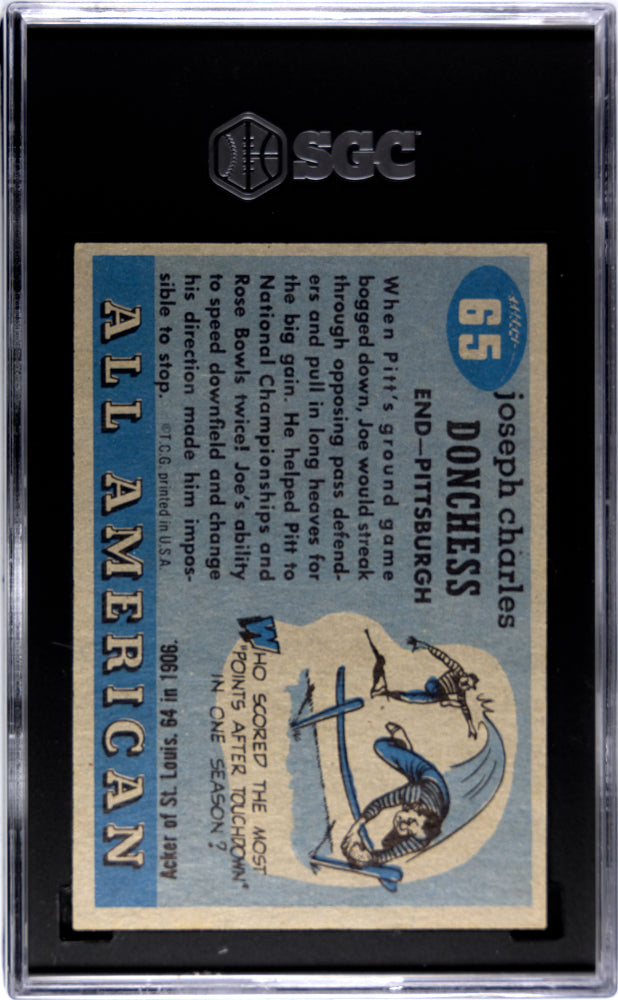 SGC
65
joseph charles
DONCHESS
END—PITTSBURGH
When Pitt's ground game
bogged down, Joe would streak
through opposing pass defend-
ers and pull in long heaves for
the big gain. He helped Pitt to
National Championships and
Rose Bowls twice! Joe's ability
to speed downfield and change
his direction made him impos-
sible to stop.
©T.C.G. printed in U.S.A.
WHO SCORED THE MOST
"POINTS AFTER TOUCHDOWN"
IN ONE SEASON?
Acker of St. Louis. 64 in 1906.
ALL AMERICAN